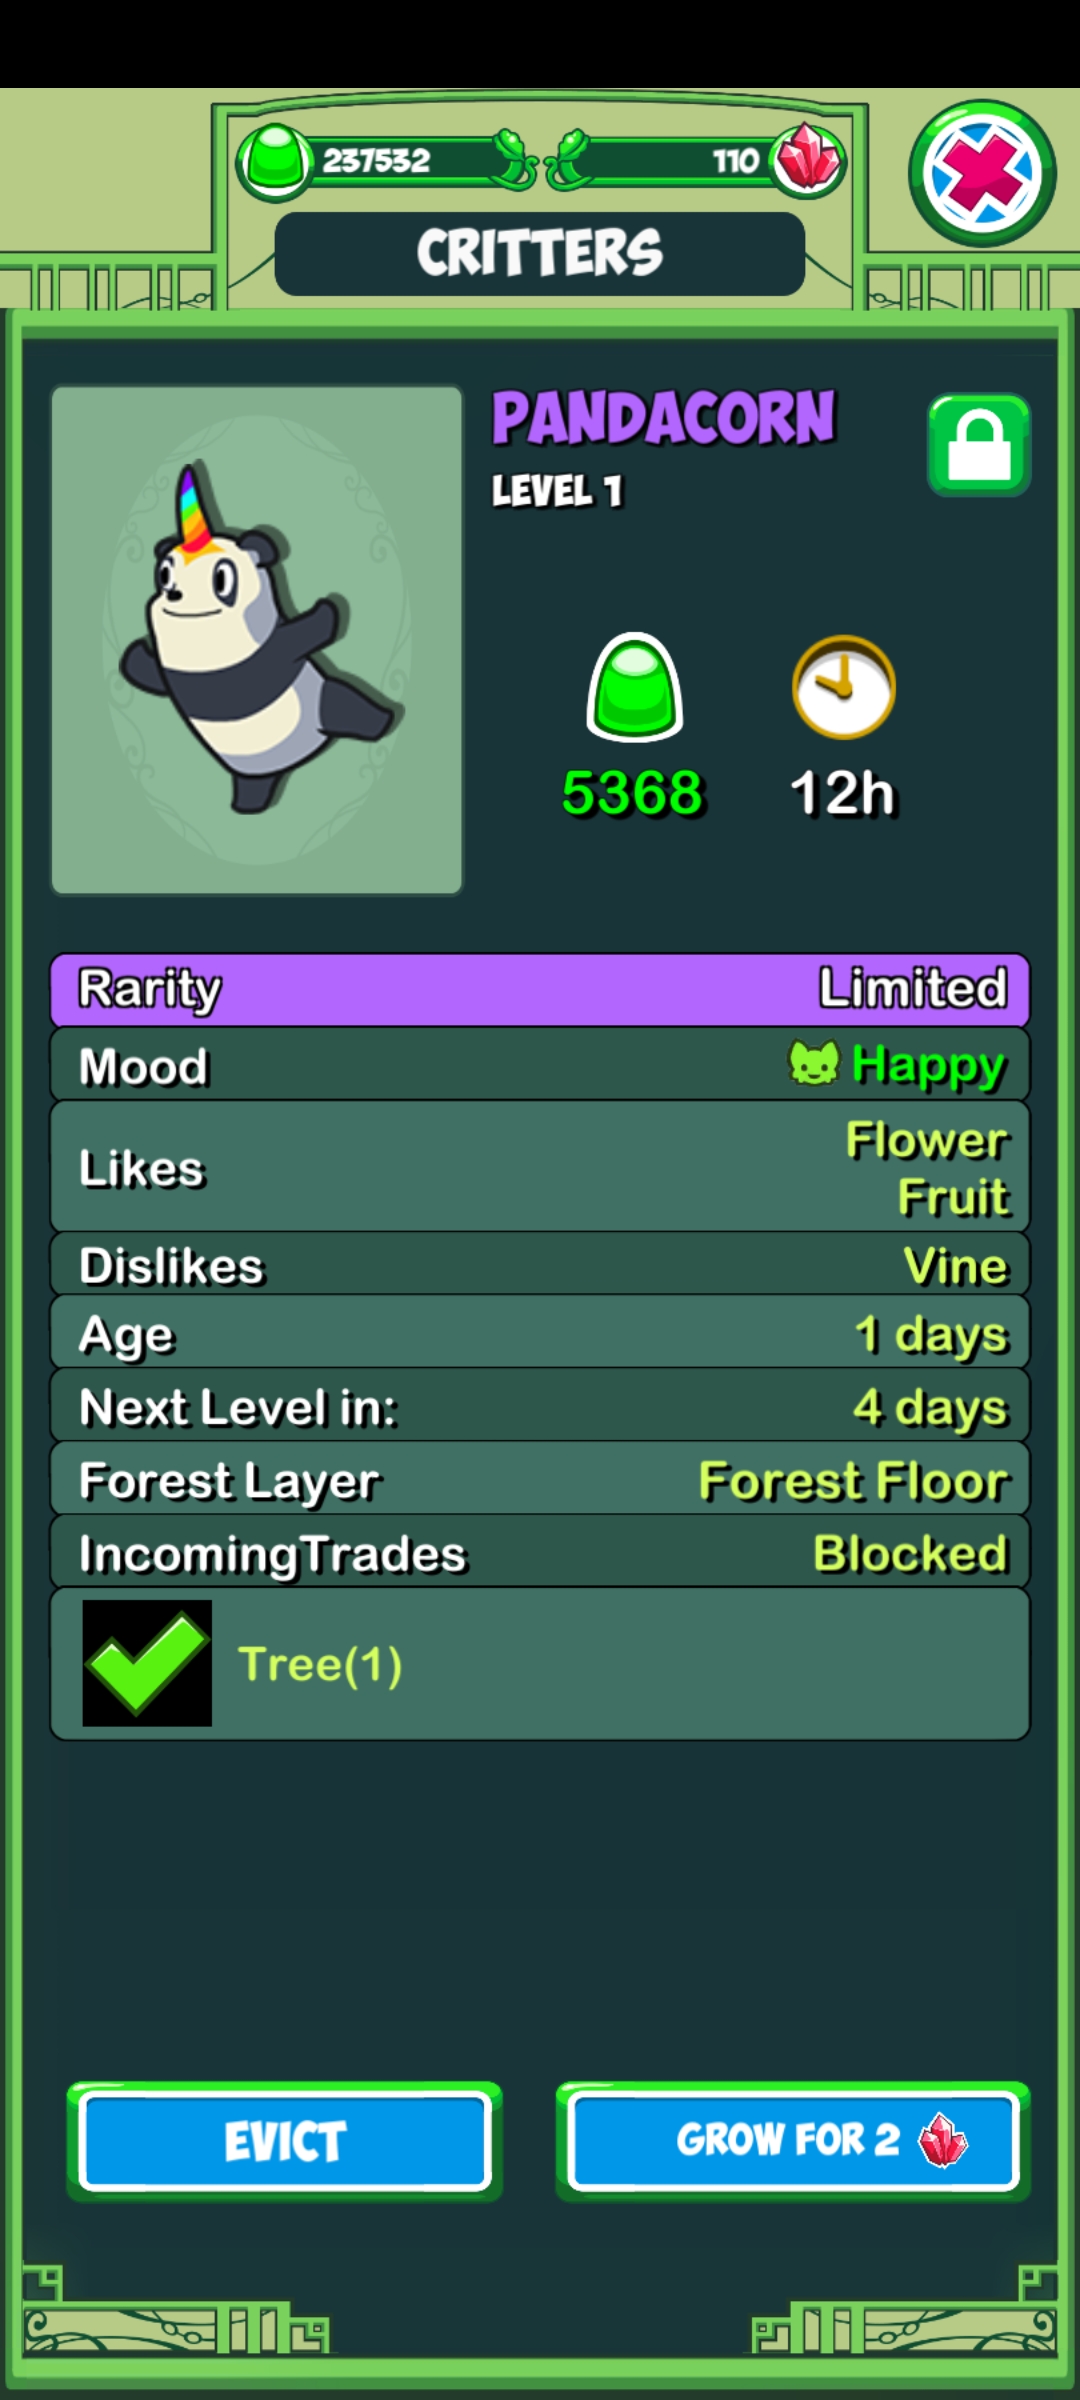 237532
110
CRITTERS
PANDACORN
LEVEL 1
5368
12h
Rarity Limited
Mood Happy
Likes Flower
Fruit
Dislikes Vine
Age 1 days
Next Level in: 4 days
Forest Layer Forest Floor
IncomingTrades Blocked
Tree(1)
EVICT
GROW FOR 2